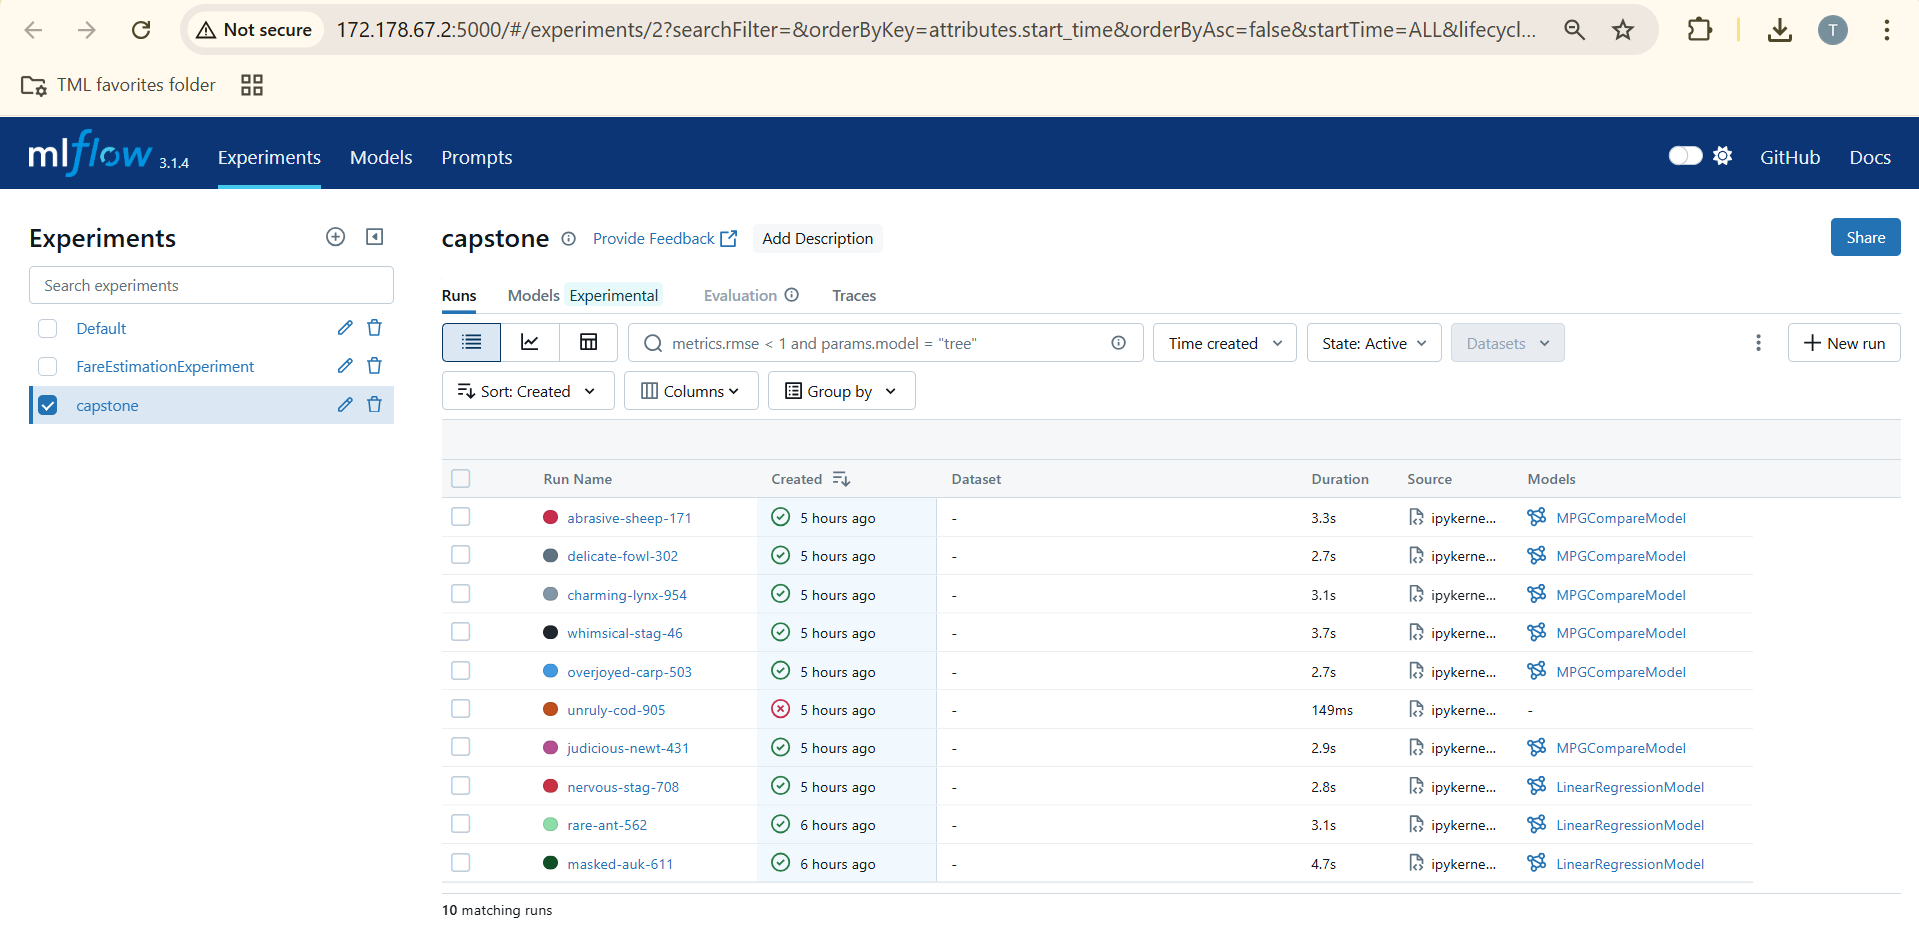 Not secure 172.178.67.2:5000/#/experiments/2?searchFilter=&orderByKey=attributes.start_time&orderByAsc=false&startTime=ALL&lifecycl... T
TML favorites folder
mlflow 3.1.4 Experiments Models Prompts GitHub Docs
Experiments
Search experiments
Default
FareEstimationExperiment
capstone
capstone Provide Feedback Add Description Share
Runs Models Experimental Evaluation Traces
metrics.rmse < 1 and params.model = "tree" Time created State: Active Datasets New run
Sort: Created Columns Group by
Run Name Created Dataset Duration Source Models
abrasive-sheep-171 5 hours ago - 3.3s ipykerne... MPGCompareModel
delicate-fowl-302 5 hours ago - 2.7s ipykerne... MPGCompareModel
charming-lynx-954 5 hours ago - 3.1s ipykerne... MPGCompareModel
whimsical-stag-46 5 hours ago - 3.7s ipykerne... MPGCompareModel
overjoyed-carp-503 5 hours ago - 2.7s ipykerne... MPGCompareModel
unruly-cod-905 5 hours ago - 149ms ipykerne... -
judicious-newt-431 5 hours ago - 2.9s ipykerne... MPGCompareModel
nervous-stag-708 5 hours ago - 2.8s ipykerne... LinearRegressionModel
rare-ant-562 6 hours ago - 3.1s ipykerne... LinearRegressionModel
masked-auk-611 6 hours ago - 4.7s ipykerne... LinearRegressionModel
10 matching runs